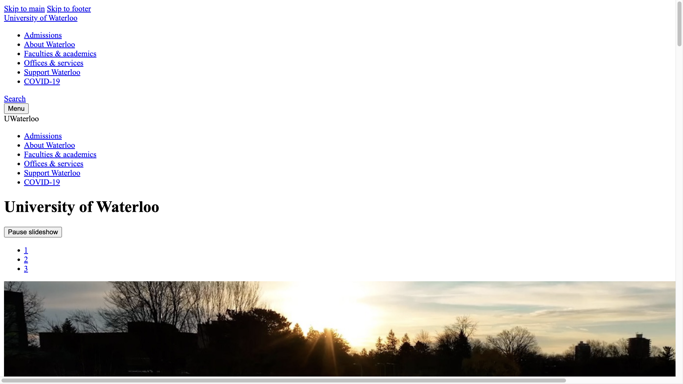 Skip to main Skip to footer
University of Waterloo
Admissions
About Waterloo
Faculties & academics
Offices & services
Support Waterloo
COVID-19
Search
Menu
UWaterloo
Admissions
About Waterloo
Faculties & academics
Offices & services
Support Waterloo
COVID-19
University of Waterloo
Pause slideshow
1
2
3